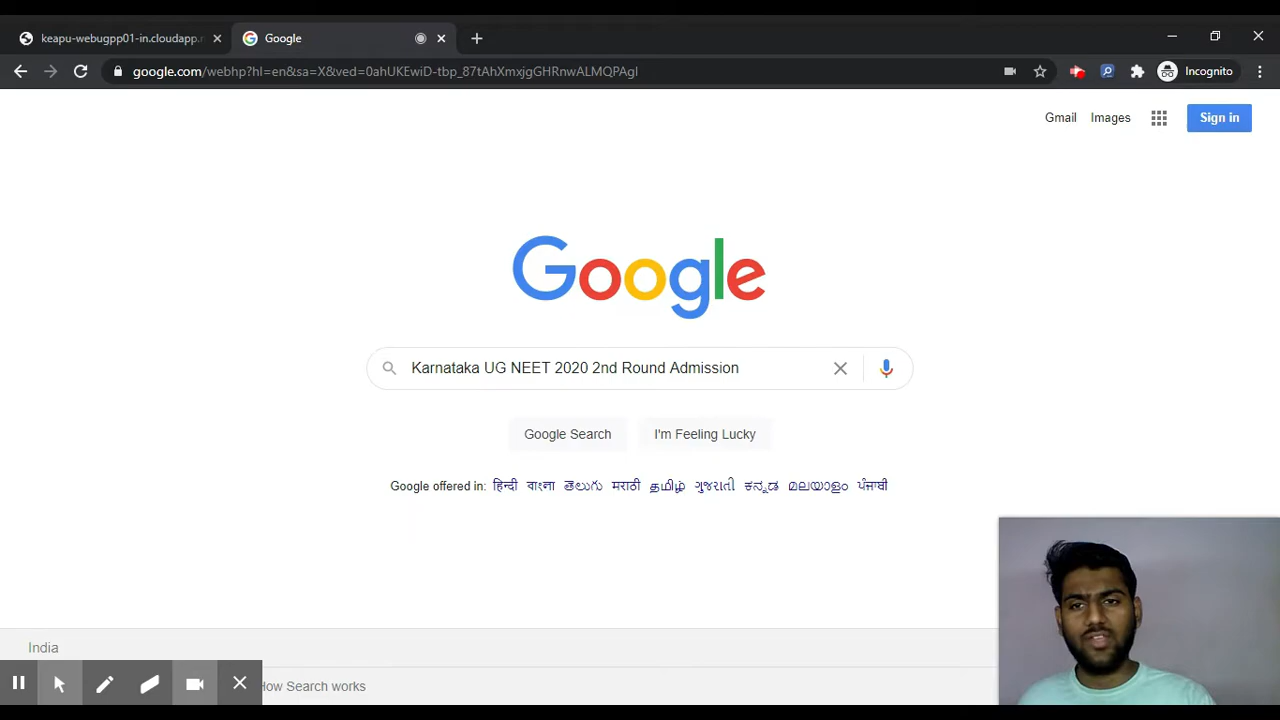 keapu-webugpp01-in.cloudapp.n
Google
google.com/webhp?hl=en&sa=X&ved=0ahUKEwiD-tbp_87tAhXmxjgGHRnwALMQPAgI
Incognito
Gmail Images Sign in
Google
Karnataka UG NEET 2020 2nd Round Admission
Google Search I'm Feeling Lucky
Google offered in: हिन्दी বাংলা తెలుగు मराठी தமிழ் ગુજરાતી ಕನ್ನಡ മലയാളം ਪੰਜਾਬੀ
India
How Search works